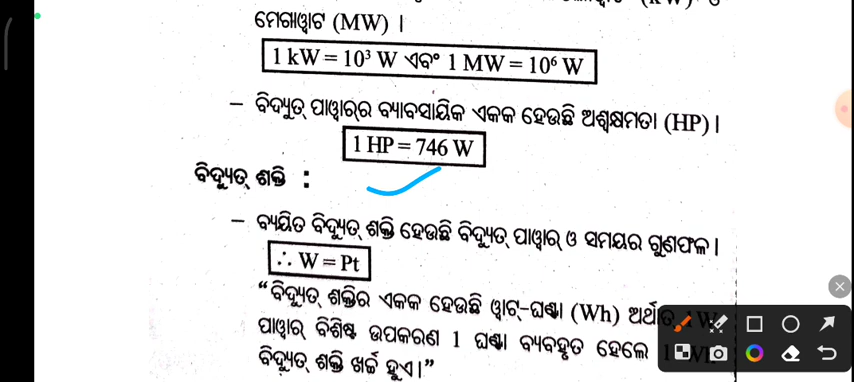 ମେଗାୱାଟ (MW) ।
1 kW = 10³ W ଏବଂ 1 MW = 10⁶ W
– ବିଦ୍ୟୁତ୍ ପାୱାର୍‌ର ବ୍ୟାବସାୟିକ ଏକକ ହେଉଛି ଅଶ୍ୱକ୍ଷମତା (HP) ।
1 HP = 746 W
ବିଦ୍ୟୁତ୍ ଶକ୍ତି :
– ବ୍ୟୟିତ ବିଦ୍ୟୁତ୍ ଶକ୍ତି ହେଉଛି ବିଦ୍ୟୁତ୍ ପାୱାର୍ ଓ ସମୟର ଗୁଣଫଳ ।
∴ W = Pt
“ ବିଦ୍ୟୁତ୍ ଶକ୍ତିର ଏକକ ହେଉଛି ୱାଟ୍-ଘଣ୍ଟା (Wh) ଅର୍ଥାତ୍
ପାୱାର ବିଶିଷ୍ଟ ଉପକରଣ 1 ଘଣ୍ଟା ବ୍ୟବହୃତ ହେଲେ
ବିଦ୍ୟୁତ୍ ଶକ୍ତି ଖର୍ଚ୍ଚ ହୁଏ ।”